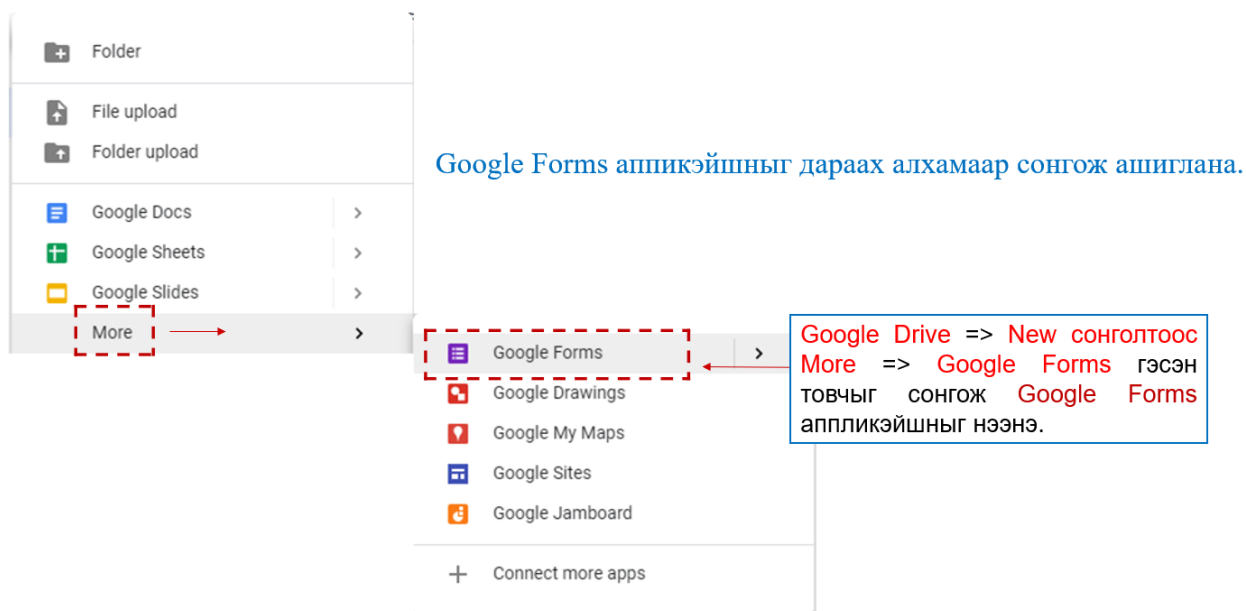 Folder
File upload
Folder upload
Google Docs
Google Sheets
Google Slides
More
Google Forms аппикэйшныг дараах алхамаар сонгож ашиглана.
Google Forms
Google Drawings
Google My Maps
Google Sites
Google Jamboard
Connect more apps
Google Drive => New сонголтоос
More => Google Forms гэсэн
товчыг сонгож Google Forms
аппликэйшныг нээнэ.